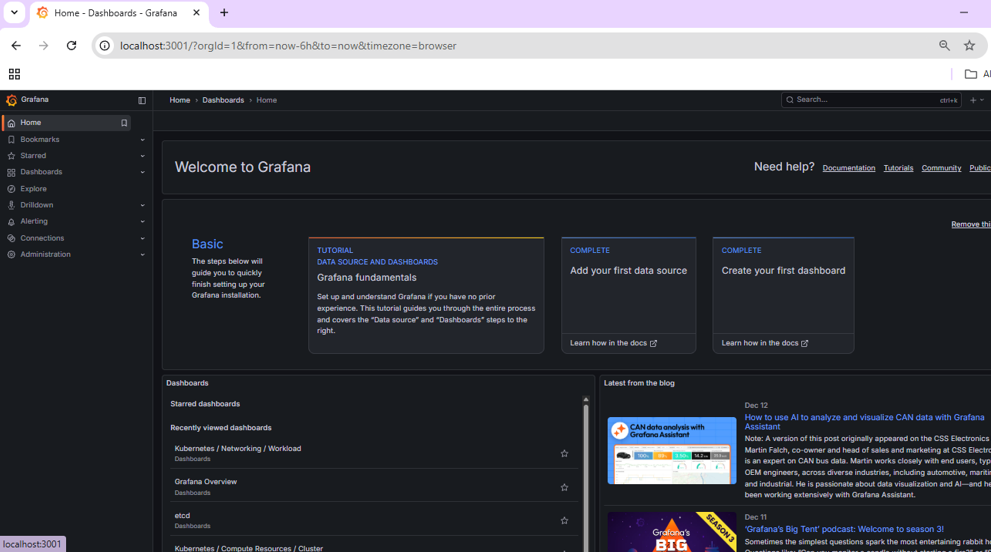 Home - Dashboards - Grafana
localhost:3001/?orgId=1&from=now-6h&to=now&timezone=browser
Grafana
Home › Dashboards › Home
Search...
ctrl+k
Home
Bookmarks
Starred
Dashboards
Explore
Drilldown
Alerting
Connections
Administration
Welcome to Grafana
Need help?
Documentation
Tutorials
Community
Public
Remove thi
Basic
The steps below will
guide you to quickly
finish setting up your
Grafana installation.
TUTORIAL
DATA SOURCE AND DASHBOARDS
Grafana fundamentals
Set up and understand Grafana if you have no prior
experience. This tutorial guides you through the entire process
and covers the “Data source” and “Dashboards” steps to the
right.
COMPLETE
Add your first data source
Learn how in the docs
COMPLETE
Create your first dashboard
Learn how in the docs
Dashboards
Starred dashboards
Recently viewed dashboards
Kubernetes / Networking / Workload
Dashboards
Grafana Overview
Dashboards
etcd
Dashboards
Kubernetes / Compute Resources / Cluster
Latest from the blog
CAN data analysis with
Grafana Assistant
Dec 12
How to use AI to analyze and visualize CAN data with Grafana
Assistant
Note: A version of this post originally appeared on the CSS Electronics
Martin Falch, co-owner and head of sales and marketing at CSS Electro
is an expert on CAN bus data. Martin works closely with end users, typ
OEM engineers, across diverse industries, including automotive, mariti
and industrial. He is passionate about data visualization and AI—and he
been working extensively with Grafana Assistant.
Grafana's
BIG
SEASON 3
Dec 11
‘Grafana’s Big Tent’ podcast: Welcome to season 3!
Sometimes the simplest questions spark the most entertaining rabbit h
localhost:3001